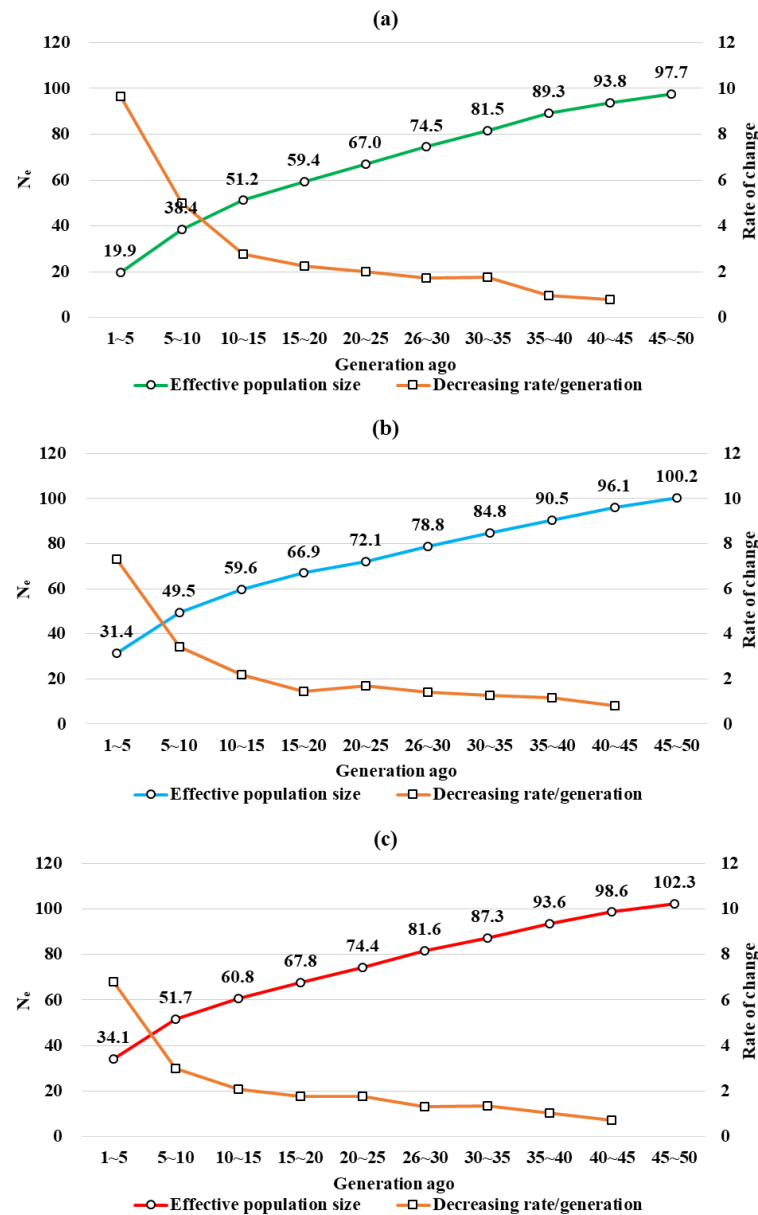 (a)
120 12
100 10
80 8
60 6
40 4
20 2
0 0
Nₑ
Rate of change
19.9 38.4 51.2 59.4 67.0 74.5 81.5 89.3 93.8 97.7
1~5 5~10 10~15 15~20 20~25 26~30 30~35 35~40 40~45 45~50
Generation ago
Effective population size Decreasing rate/generation
(b)
120 12
100 10
80 8
60 6
40 4
20 2
0 0
Nₑ
Rate of change
31.4 49.5 59.6 66.9 72.1 78.8 84.8 90.5 96.1 100.2
1~5 5~10 10~15 15~20 20~25 26~30 30~35 35~40 40~45 45~50
Generation ago
Effective population size Decreasing rate/generation
(c)
120 12
100 10
80 8
60 6
40 4
20 2
0 0
Nₑ
Rate of change
34.1 51.7 60.8 67.8 74.4 81.6 87.3 93.6 98.6 102.3
1~5 5~10 10~15 15~20 20~25 26~30 30~35 35~40 40~45 45~50
Generation ago
Effective population size Decreasing rate/generation